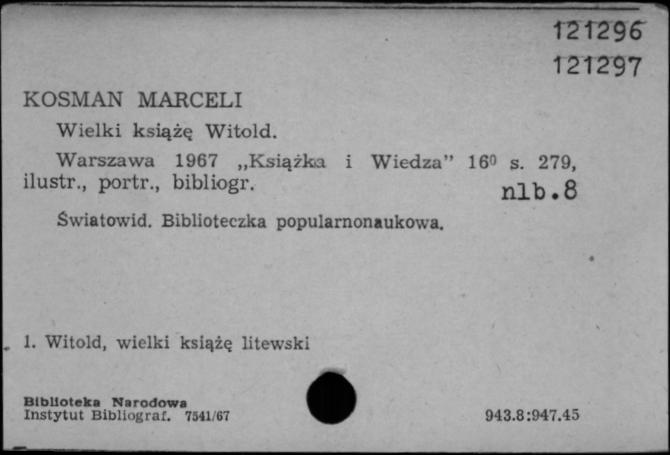 121296
121297
KOSMAN MARCELI
Wielki książę Witold.
Warszawa 1967 „Książka i Wiedza” 16⁰ s. 279,
ilustr., portr., bibliogr. nlb.8
Światowid. Biblioteczka popularnonaukowa.
1. Witold, wielki książę litewski
Biblioteka Narodowa
Instytut Bibliograf. 7541/67 943.8:947.45